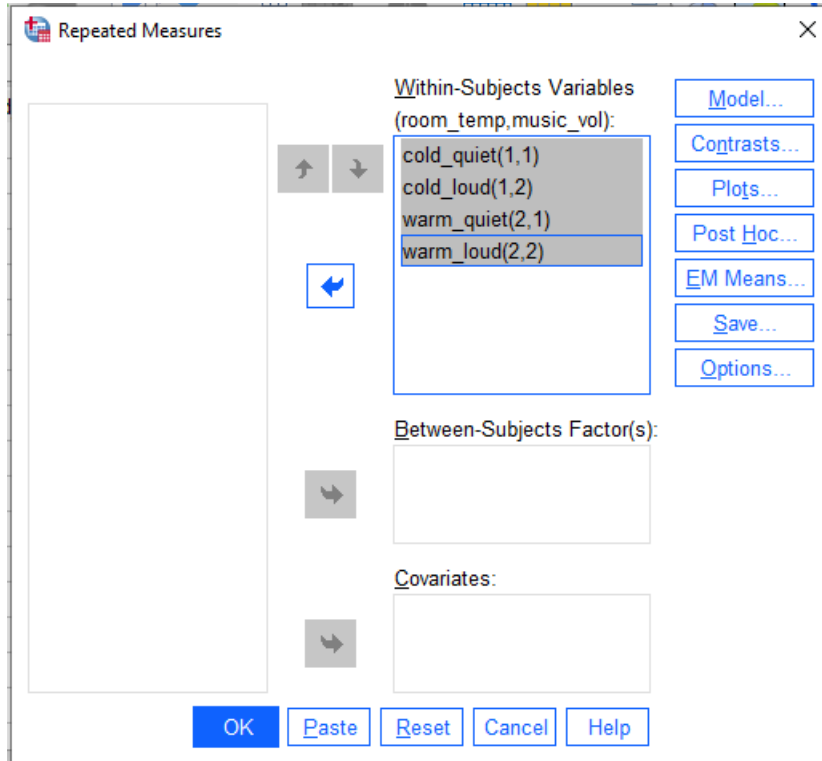 Repeated Measures
Within-Subjects Variables
(room_temp,music_vol):
cold_quiet(1,1)
cold_loud(1,2)
warm_quiet(2,1)
warm_loud(2,2)
Model...
Contrasts...
Plots...
Post Hoc...
EM Means...
Save...
Options...
Between-Subjects Factor(s):
Covariates:
OK
Paste
Reset
Cancel
Help